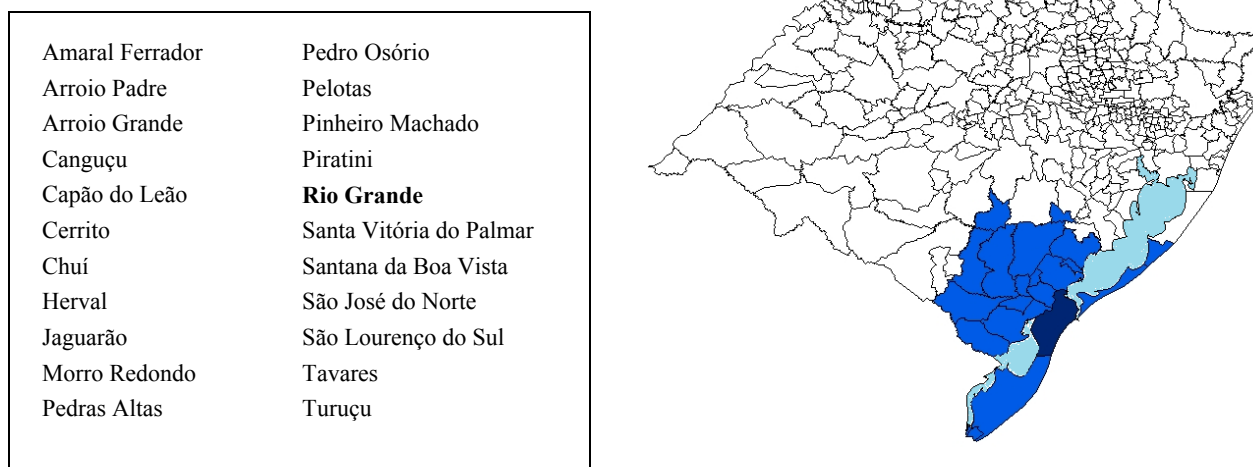 Amaral Ferrador
Arroio Padre
Arroio Grande
Canguçu
Capão do Leão
Cerrito
Chuí
Herval
Jaguarão
Morro Redondo
Pedras Altas
Pedro Osório
Pelotas
Pinheiro Machado
Piratini
Rio Grande
Santa Vitória do Palmar
Santana da Boa Vista
São José do Norte
São Lourenço do Sul
Tavares
Turuçu